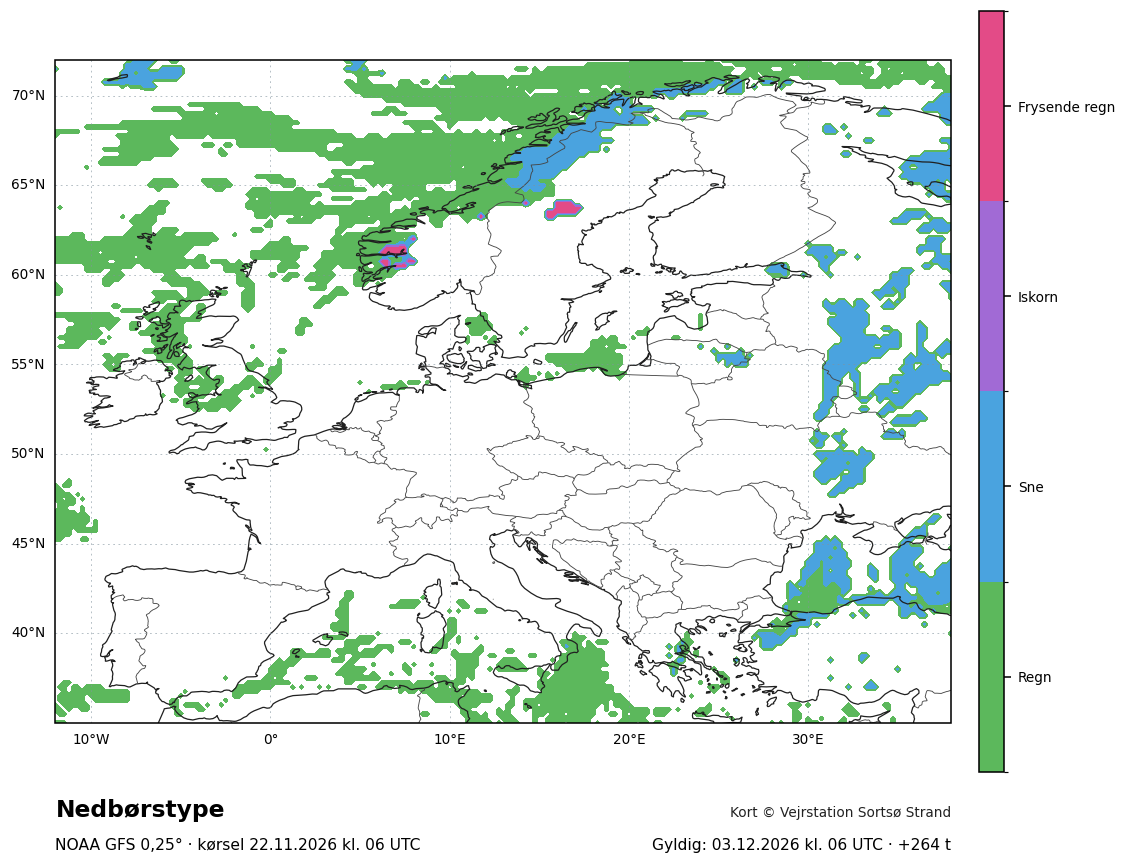 Frysende regn
Iskorn
Sne
Regn
70°N
65°N
60°N
55°N
50°N
45°N
40°N
10°W
0°
10°E
20°E
30°E
Nedbørstype
Kort © Vejrstation Sortsø Strand
NOAA GFS 0,25° · kørsel 22.11.2026 kl. 06 UTC
Gyldig: 03.12.2026 kl. 06 UTC · +264 t